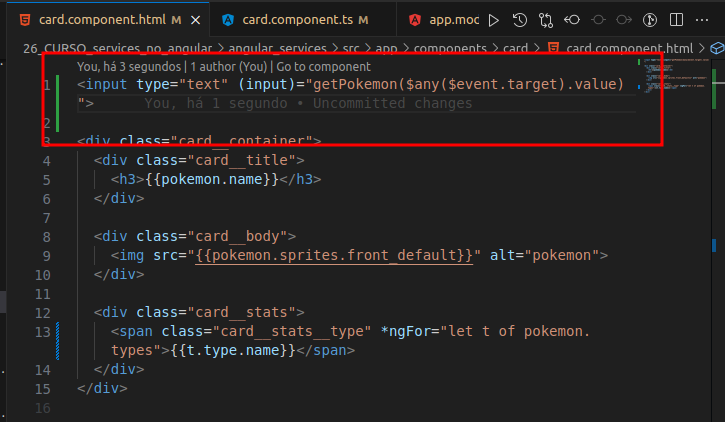 card.component.html M
card.component.ts M
app.moc
26_CURSO_services_no_angular > angular_services > src > app > components > card > card.component.html >
You, há 3 segundos | 1 author (You) | Go to component
1 <input type="text" (input)="getPokemon($any($event.target).value)
"> You, há 1 segundo • Uncommitted changes
2
3 <div class="card__container">
4 <div class="card__title">
5 <h3>{{pokemon.name}}</h3>
6 </div>
7
8 <div class="card__body">
9 <img src="{{pokemon.sprites.front_default}}" alt="pokemon">
10 </div>
11
12 <div class="card__stats">
13 <span class="card__stats__type" *ngFor="let t of pokemon.
types">{{t.type.name}}</span>
14 </div>
15 </div>
16